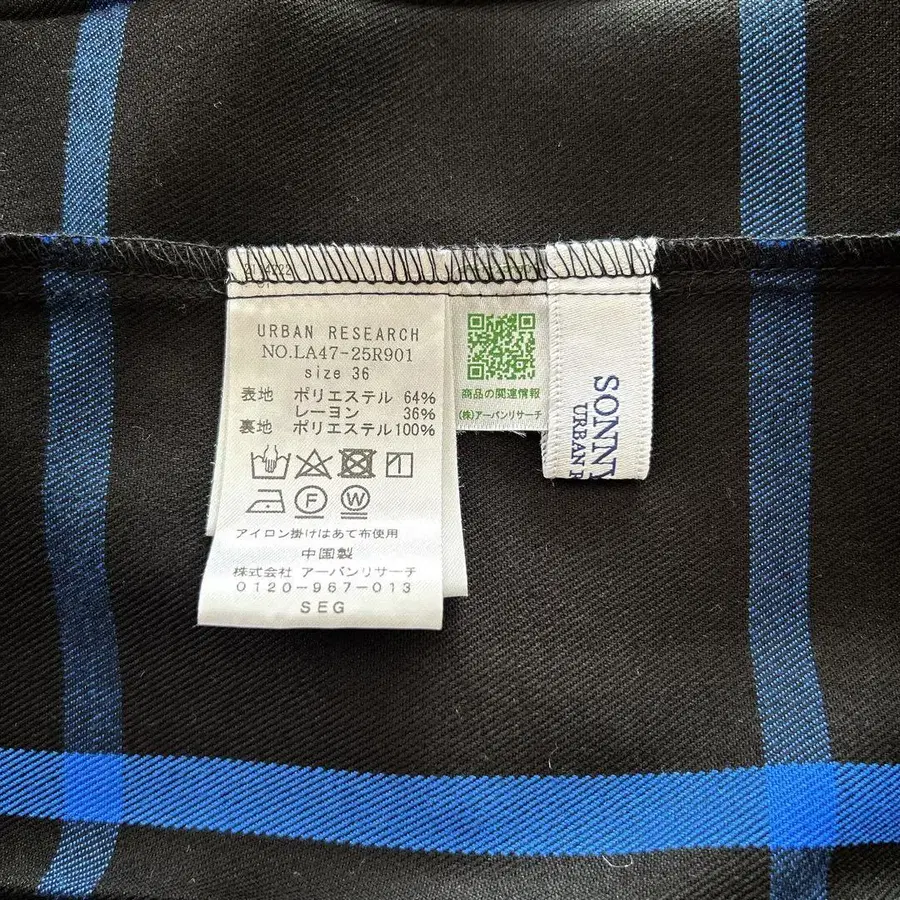 URBAN RESEARCH
NO.LA47-25R901
size 36
表地 ポリエステル 64%
レーヨン 36%
裏地 ポリエステル 100%
F W
アイロン掛けはあて布使用
中国製
株式会社 アーバンリサーチ
0120-967-013
SEG
商品の関連情報
(株)アーバンリサーチ
SONNY
URBAN R